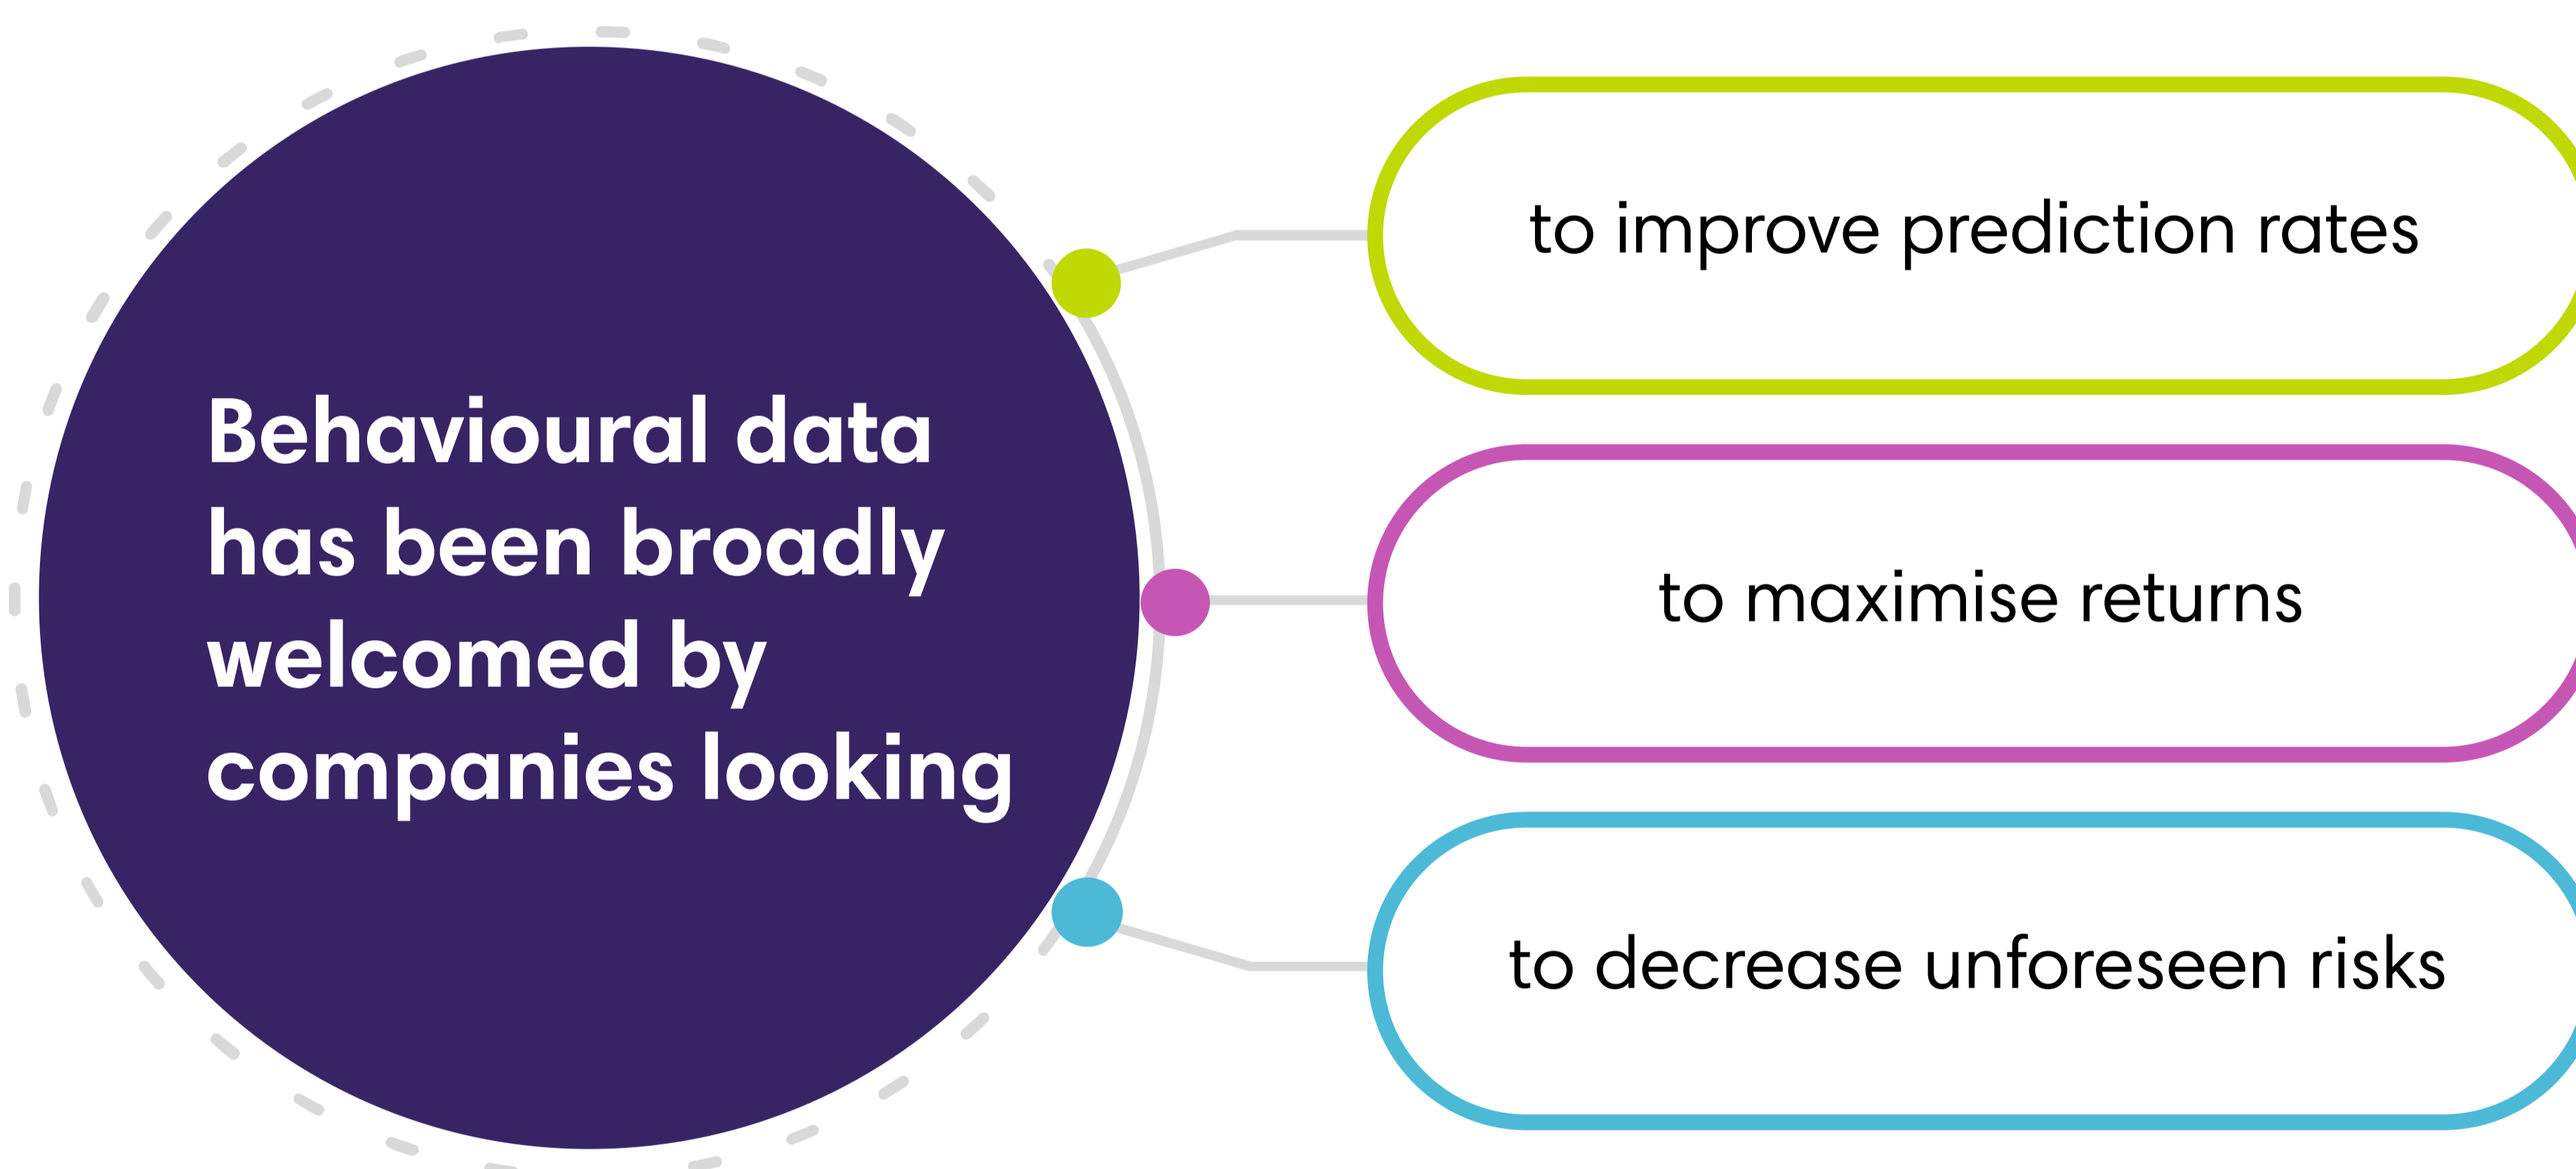 Behavioural data
has been broadly
welcomed by
companies looking
to improve prediction rates
to maximise returns
to decrease unforeseen risks